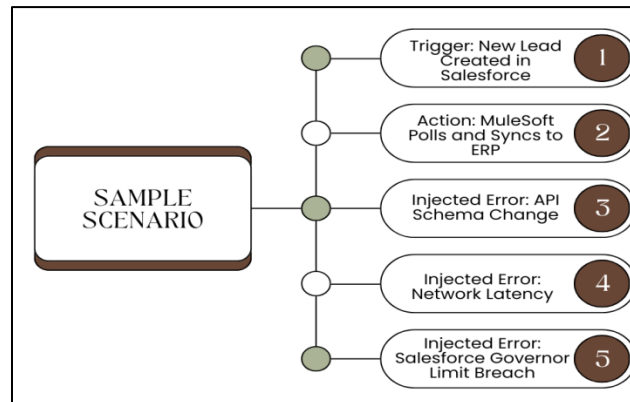 SAMPLE
SCENARIO
Trigger: New Lead
Created in
Salesforce
1
Action: MuleSoft
Polls and Syncs to
ERP
2
Injected Error: API
Schema Change
3
Injected Error:
Network Latency
4
Injected Error:
Salesforce Governor
Limit Breach
5